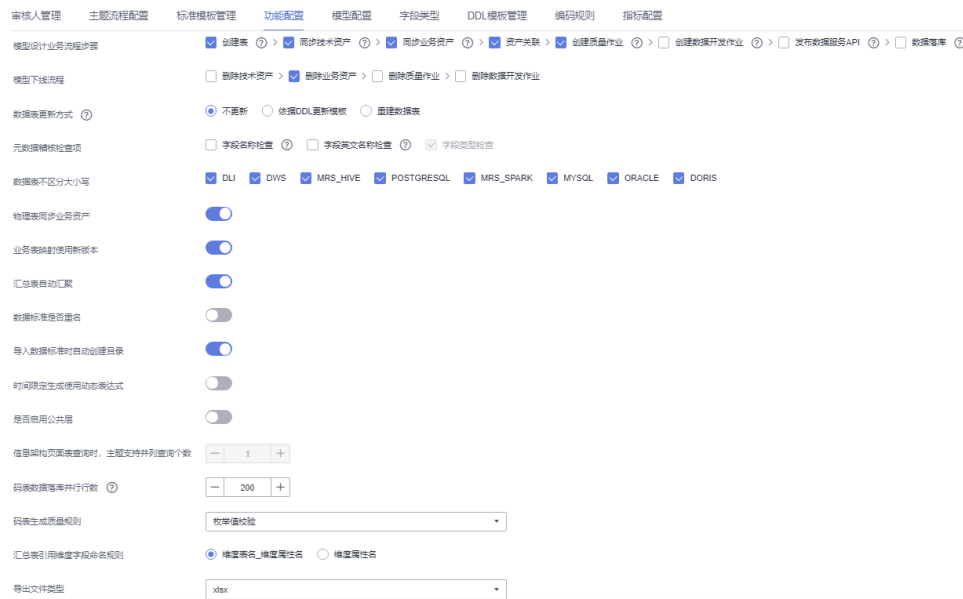 审核人管理 主题流程配置 标准模板管理 功能配置 模型配置 字段类型 DDL模板管理 编码规则 指标配置
模型设计业务流程步骤 创建表 ? > 同步技术资产 ? > 同步业务资产 ? > 资产关联 > 创建质量作业 ? > 创建数据开发作业 ? > 发布数据服务API ? > 数据落库 ?
模型下线流程 删除技术资产 > 删除业务资产 > 删除质量作业 > 删除数据开发作业
数据表更新方式 ? 不更新 依据DDL更新模板 重建数据表
元数据稽核检查项 字段名称检查 ? 字段英文名称检查 ? 字段类型检查
数据表不区分大小写 DLI DWS MRS_HIVE POSTGRESQL MRS_SPARK MYSQL ORACLE DORIS
物理表同步业务资产
业务表映射使用新版本
汇总表自动汇聚
数据标准是否重名
导入数据标准时自动创建目录
时间限定生成使用动态表达式
是否启用公共层
信息架构页面表查询时，主题支持并列查询个数 — 1 +
码表数据落库并行行数 ? — 200 +
码表生成质量规则 枚举值校验
汇总表引用维度字段命名规则 维度表名_维度属性名 维度属性名
导出文件类型 xlsx